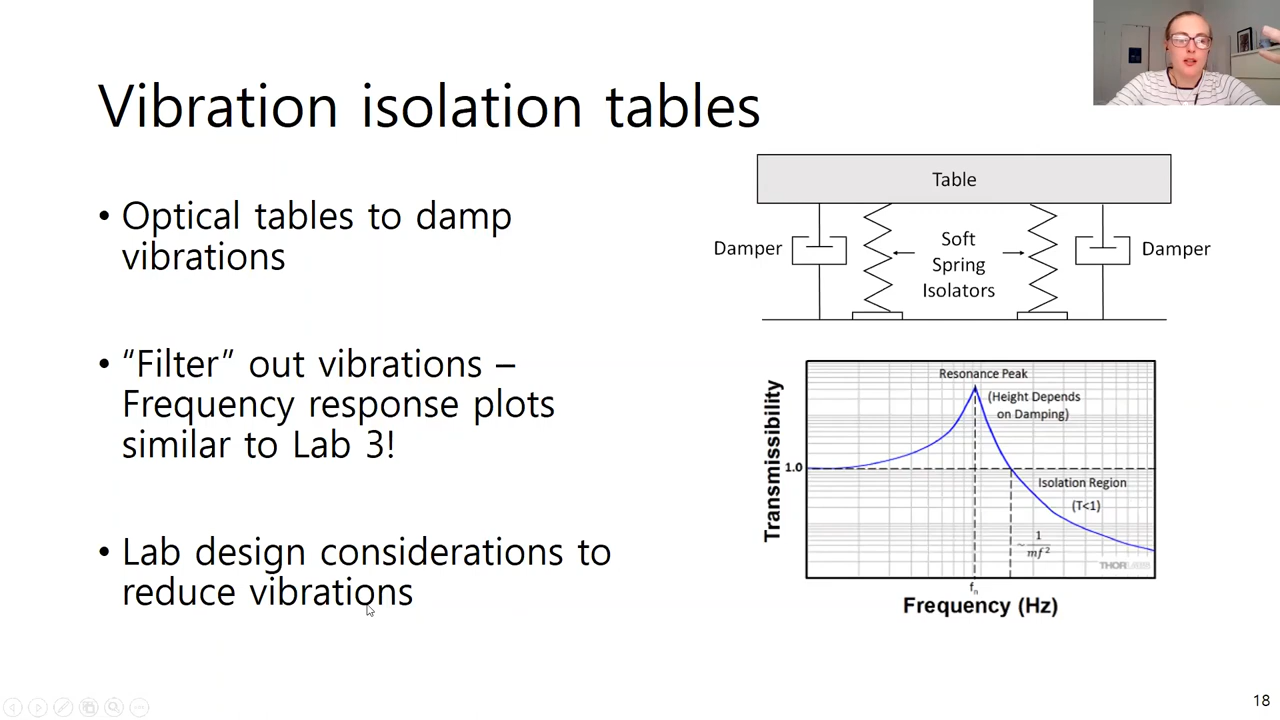 Vibration isolation tables
• Optical tables to damp
vibrations
• “Filter” out vibrations –
Frequency response plots
similar to Lab 3!
• Lab design considerations to
reduce vibrations
Table
Damper
Soft
Spring
Isolators
Damper
Resonance Peak
(Height Depends
on Damping)
1.0
Isolation Region
(T<1)
~ 1/mf²
THORLABS
fn
Transmissibility
Frequency (Hz)
18